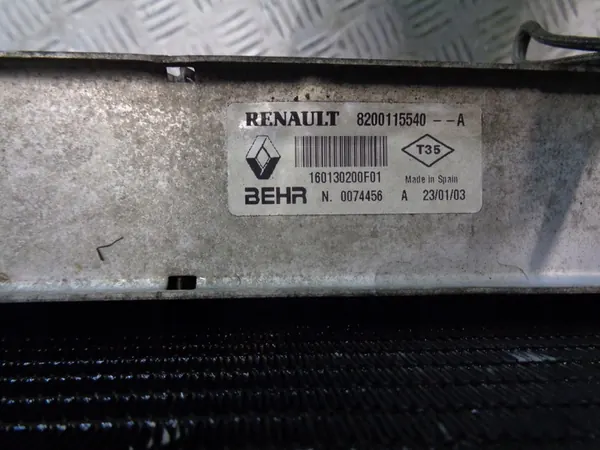 RENAULT 8200115540--A
T35
160130200F01 Made in Spain
BEHR N. 0074456 A 23/01/03